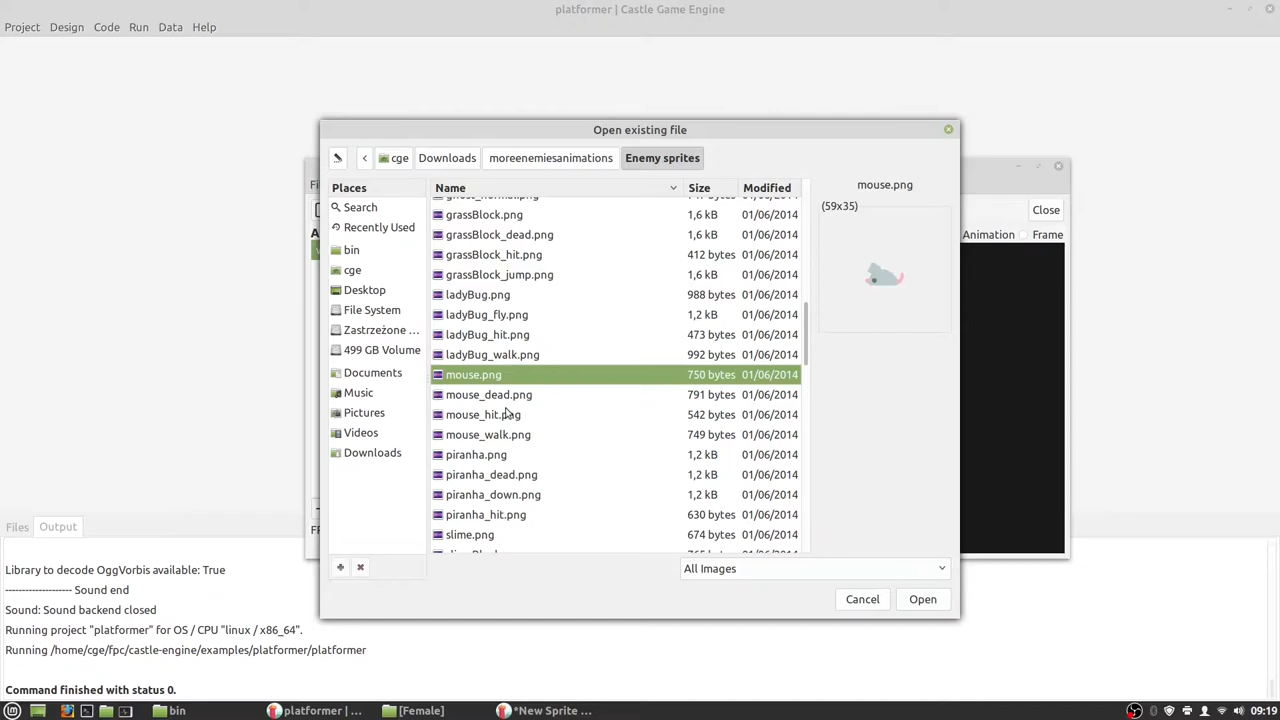 platformer | Castle Game Engine
Project Design Code Run Data Help
Open existing file
cge Downloads moreenemiesanimations Enemy sprites
Places Name Size Modified
mouse.png
(59x35)
Search
Recently Used
bin
cge
Desktop
File System
Zastrzeżone ...
499 GB Volume
Documents
Music
Pictures
Videos
Downloads
grassBlock.png 1,6 kB 01/06/2014
grassBlock_dead.png 1,6 kB 01/06/2014
grassBlock_hit.png 412 bytes 01/06/2014
grassBlock_jump.png 1,6 kB 01/06/2014
ladyBug.png 988 bytes 01/06/2014
ladyBug_fly.png 1,2 kB 01/06/2014
ladyBug_hit.png 473 bytes 01/06/2014
ladyBug_walk.png 992 bytes 01/06/2014
mouse.png 750 bytes 01/06/2014
mouse_dead.png 791 bytes 01/06/2014
mouse_hit.png 542 bytes 01/06/2014
mouse_walk.png 749 bytes 01/06/2014
piranha.png 1,2 kB 01/06/2014
piranha_dead.png 1,2 kB 01/06/2014
piranha_down.png 1,2 kB 01/06/2014
piranha_hit.png 630 bytes 01/06/2014
slime.png 674 bytes 01/06/2014
Close
Animation Frame
All Images
Cancel Open
Files Output
Library to decode OggVorbis available: True
-------------------- Sound end
Sound: Sound backend closed
Running project "platformer" for OS / CPU "linux / x86_64".
Running /home/cge/fpc/castle-engine/examples/platformer/platformer
Command finished with status 0.
bin platformer | ... [Female] *New Sprite ... 09:19